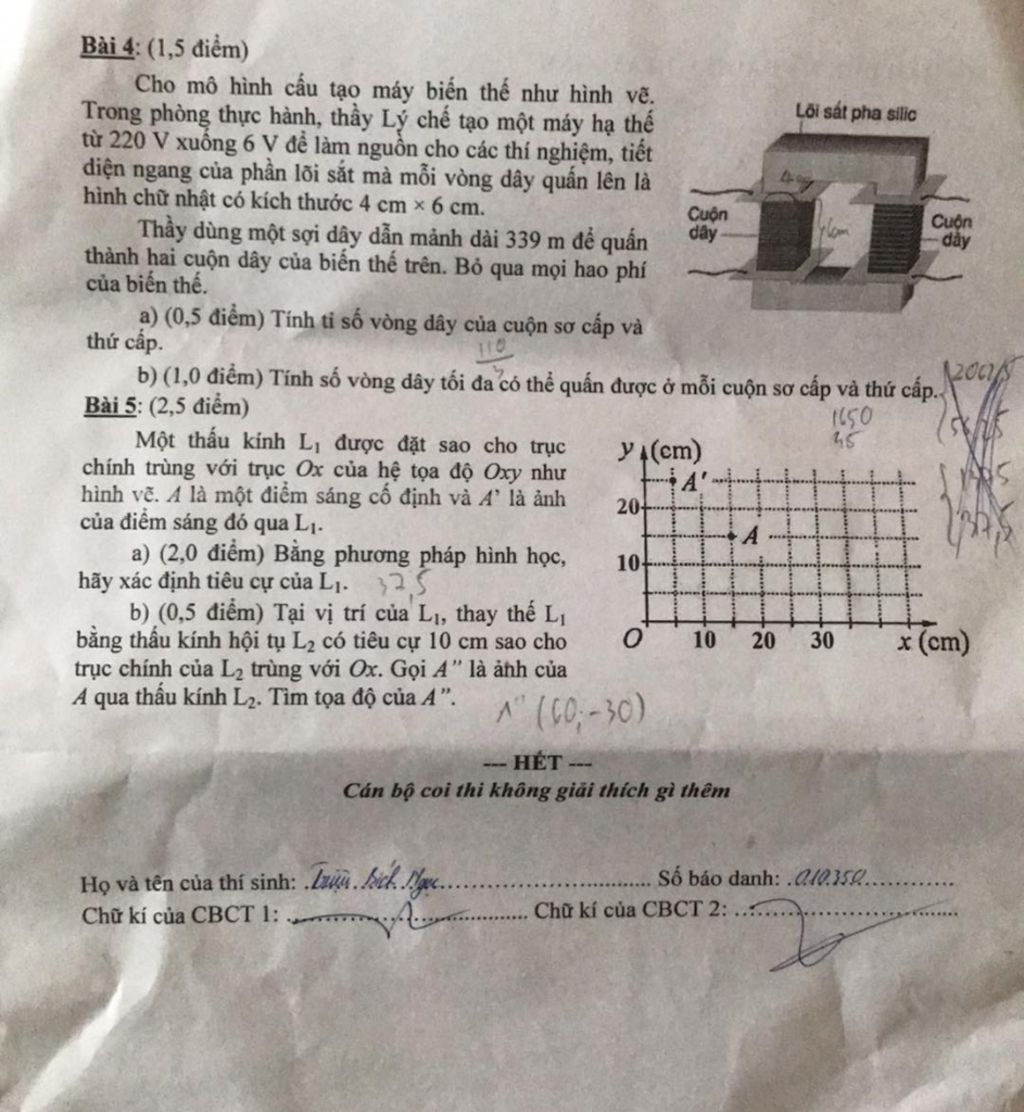 Bài 4: (1,5 điểm)
Cho mô hình cấu tạo máy biến thế như hình vẽ.
Trong phòng thực hành, thầy Lý chế tạo một máy hạ thế
từ 220 V xuống 6 V để làm nguồn cho các thí nghiệm, tiết
diện ngang của phần lõi sắt mà mỗi vòng dây quấn lên là
hình chữ nhật có kích thước 4 cm × 6 cm.
Thầy dùng một sợi dây dẫn mảnh dài 339 m để quấn
thành hai cuộn dây của biến thế trên. Bỏ qua mọi hao phí
của biến thế.
a) (0,5 điểm) Tính tỉ số vòng dây của cuộn sơ cấp và
thứ cấp.
110
3
b) (1,0 điểm) Tính số vòng dây tối đa có thể quấn được ở mỗi cuộn sơ cấp và thứ cấp.
Lõi sắt pha silic
Cuộn
dây
Cuộn
dây
1650
45
Bài 5: (2,5 điểm)
Một thấu kính L1 được đặt sao cho trục
chính trùng với trục Ox của hệ tọa độ Oxy như
hình vẽ. A là một điểm sáng cố định và A’ là ảnh
của điểm sáng đó qua L1.
a) (2,0 điểm) Bằng phương pháp hình học,
hãy xác định tiêu cự của L1. 37,5
b) (0,5 điểm) Tại vị trí của L1, thay thế L1
bằng thấu kính hội tụ L2 có tiêu cự 10 cm sao cho
trục chính của L2 trùng với Ox. Gọi A’’ là ảnh của
A qua thấu kính L2. Tìm tọa độ của A’’.
A'' (60;-30)
y (cm)
A'
20
A
10
O 10 20 30 x (cm)
--- HẾT ---
Cán bộ coi thi không giải thích gì thêm
Họ và tên của thí sinh: Bích Ngọc Số báo danh: 010.350
Chữ kí của CBCT 1: Chữ kí của CBCT 2: